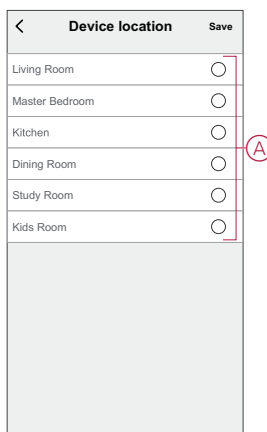 Device location
Save
Living Room
Master Bedroom
Kitchen
Dining Room
Study Room
Kids Room
A